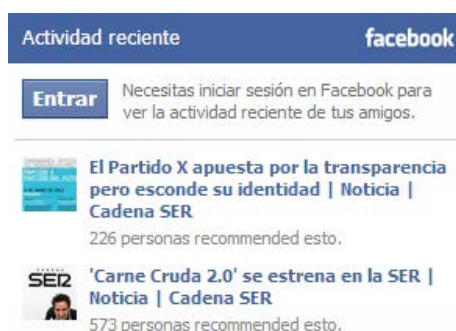 Actividad reciente
facebook
Entrar
Necesitas iniciar sesión en Facebook para
ver la actividad reciente de tus amigos.
El Partido X apuesta por la transparencia
pero esconde su identidad | Noticia |
Cadena SER
226 personas recommended esto.
SER
'Carne Cruda 2.0' se estrena en la SER |
Noticia | Cadena SER
573 personas recommended esto.